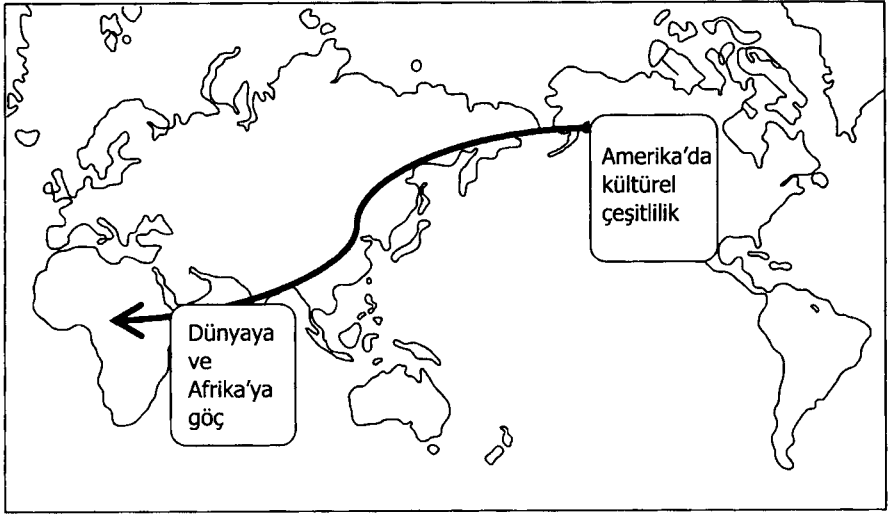 Amerika'da
kültürel
çeşitlilik
Dünyaya
ve
Afrika'ya
göç